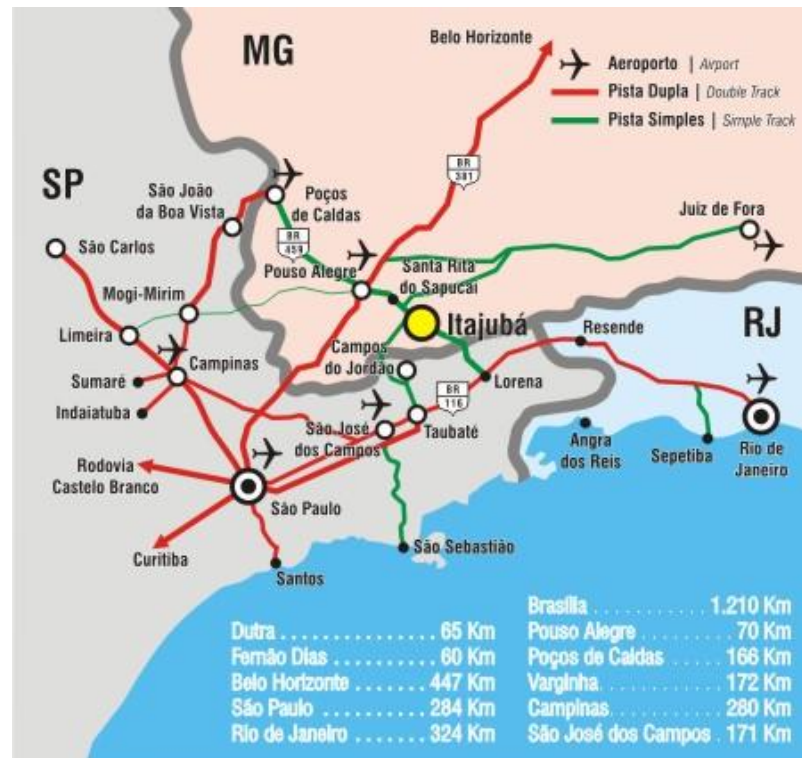 MG
Belo Horizonte
Aeroporto | Airport
Pista Dupla | Double Track
Pista Simples | Simple Track
BR
381
SP
São João
da Boa Vista
Poços
de Caldas
Juiz de Fora
São Carlos
BR
459
Pouso Alegre
Santa Rita
do Sapucaí
Mogi-Mirim
Itajubá
RJ
Limeira
Resende
Campos
do Jordão
Campinas
Sumaré
Lorena
BR
116
Indaiatuba
São José
dos Campos
Taubaté
Angra
dos Reis
Sepetiba
Rio de
Janeiro
Rodovia
Castelo Branco
São Paulo
Curitiba
São Sebastião
Santos
Dutra . . . . . . . . . . . . . . 65 Km
Fernão Dias . . . . . . . . . 60 Km
Belo Horizonte . . . . . . 447 Km
São Paulo . . . . . . . . . . 284 Km
Rio de Janeiro . . . . . . . 324 Km
Brasília . . . . . . . . . . . 1.210 Km
Pouso Alegre . . . . . . . . . 70 Km
Poços de Caldas . . . . . 166 Km
Varginha. . . . . . . . . . . . 172 Km
Campinas. . . . . . . . . . . 280 Km
São José dos Campos . 171 Km